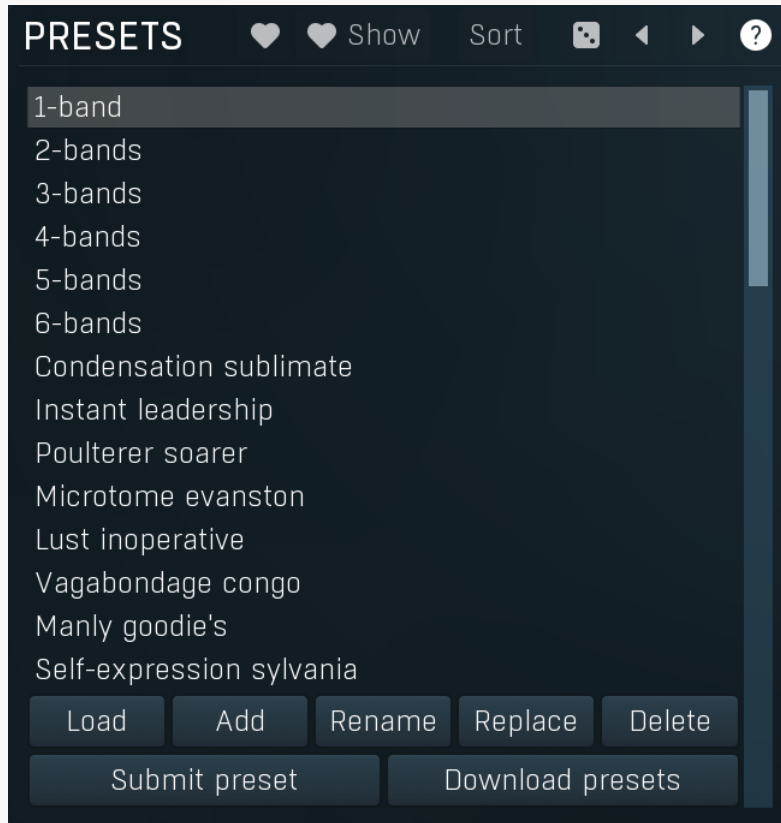 PRESETS Show Sort ?
1-band
2-bands
3-bands
4-bands
5-bands
6-bands
Condensation sublimate
Instant leadership
Poulterer soarer
Microtome evanston
Lust inoperative
Vagabondage congo
Manly goodie's
Self-expression sylvania
Load Add Rename Replace Delete
Submit preset Download presets